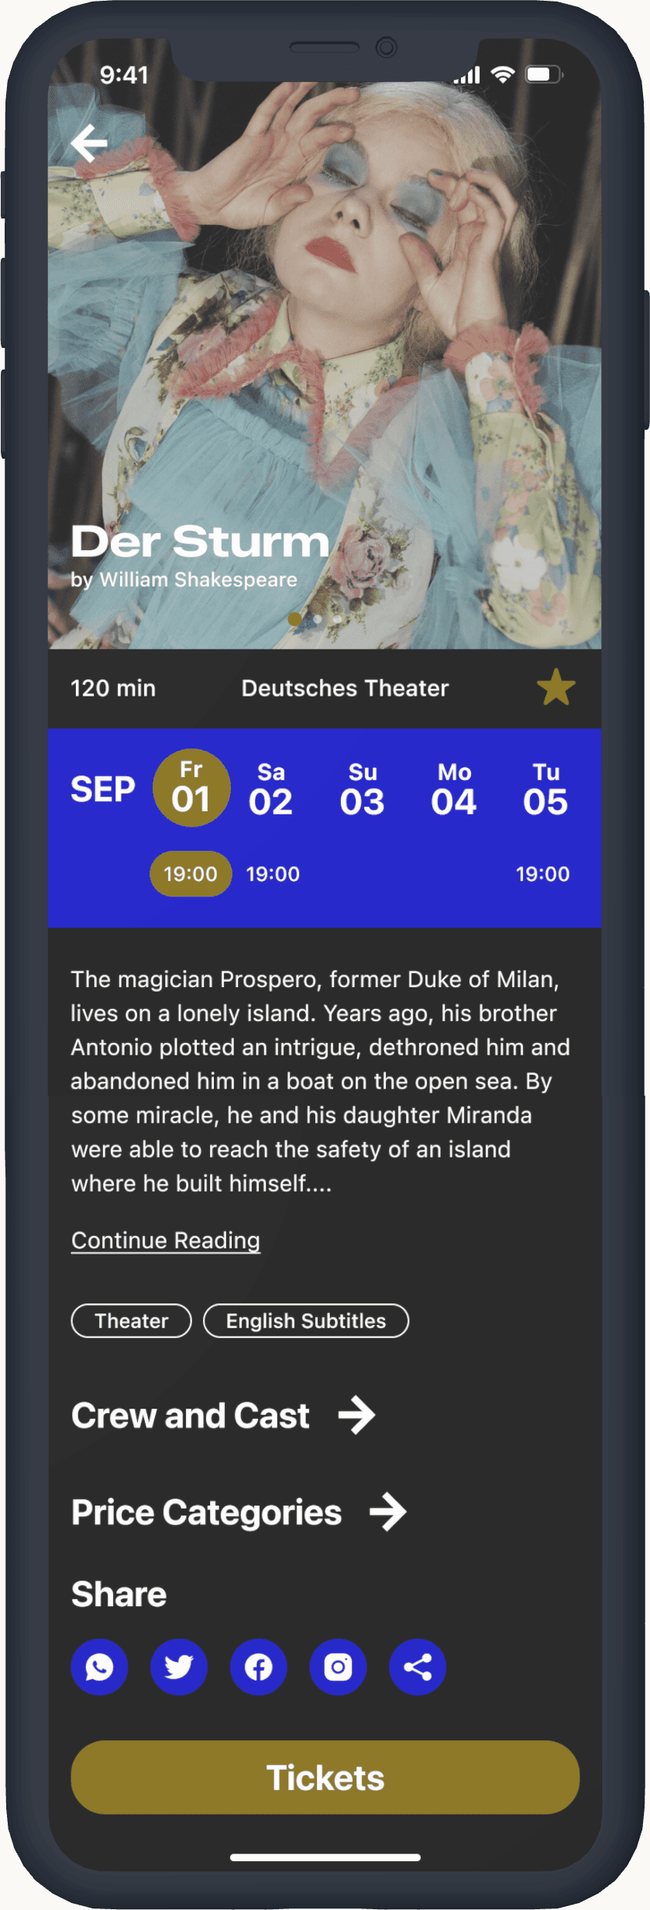 9:41
Der Sturm
by William Shakespeare
120 min Deutsches Theater
SEP Fr 01 Sa 02 Su 03 Mo 04 Tu 05
19:00 19:00 19:00
The magician Prospero, former Duke of Milan,
lives on a lonely island. Years ago, his brother
Antonio plotted an intrigue, dethroned him and
abandoned him in a boat on the open sea. By
some miracle, he and his daughter Miranda
were able to reach the safety of an island
where he built himself....
Continue Reading
Theater English Subtitles
Crew and Cast
Price Categories
Share
Tickets